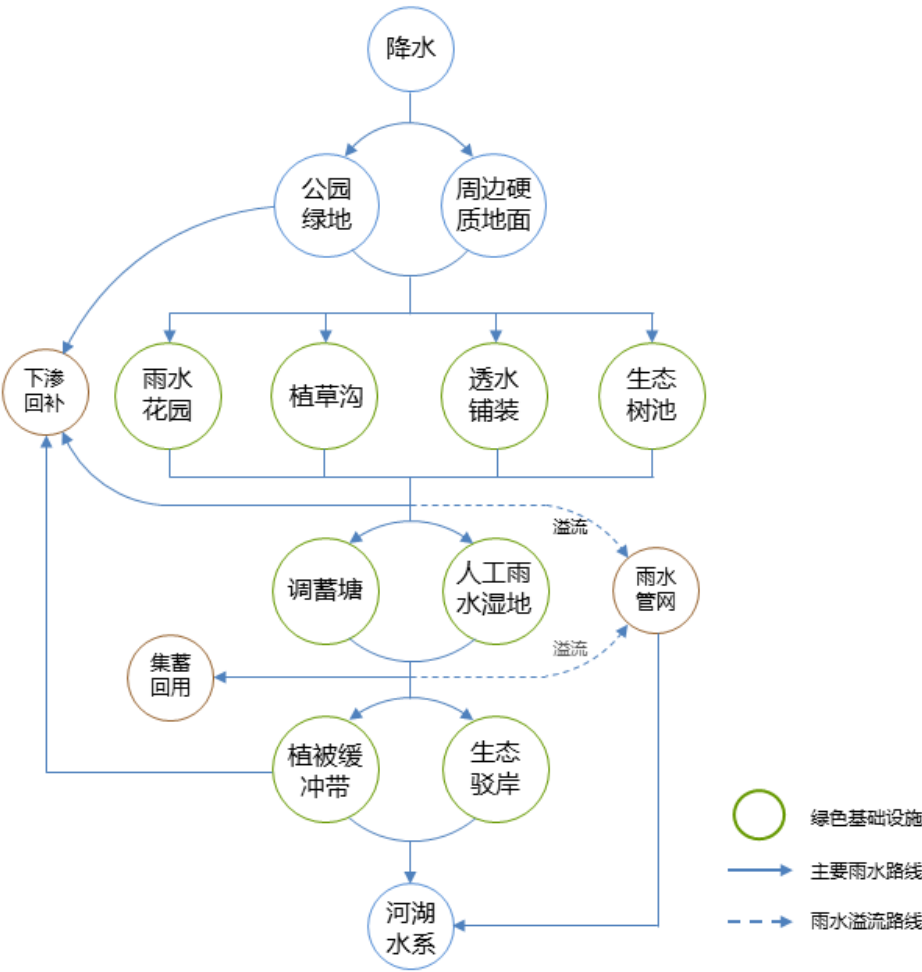 降水
公园
绿地
周边硬
质地面
下渗
回补
雨水
花园
植草沟
透水
铺装
生态
树池
溢流
调蓄塘
人工雨
水湿地
雨水
管网
溢流
集蓄
回用
植被缓
冲带
生态
驳岸
绿色基础设施
主要雨水路线
河湖
水系
雨水溢流路线